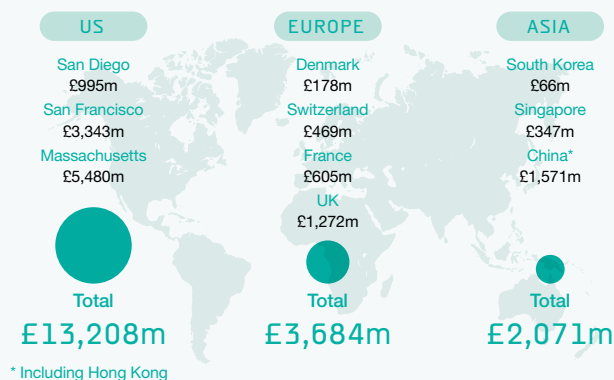 US
San Diego
£995m
San Francisco
£3,343m
Massachusetts
£5,480m
Total
£13,208m
EUROPE
Denmark
£178m
Switzerland
£469m
France
£605m
UK
£1,272m
Total
£3,684m
ASIA
South Korea
£66m
Singapore
£347m
China*
£1,571m
Total
£2,071m
* Including Hong Kong